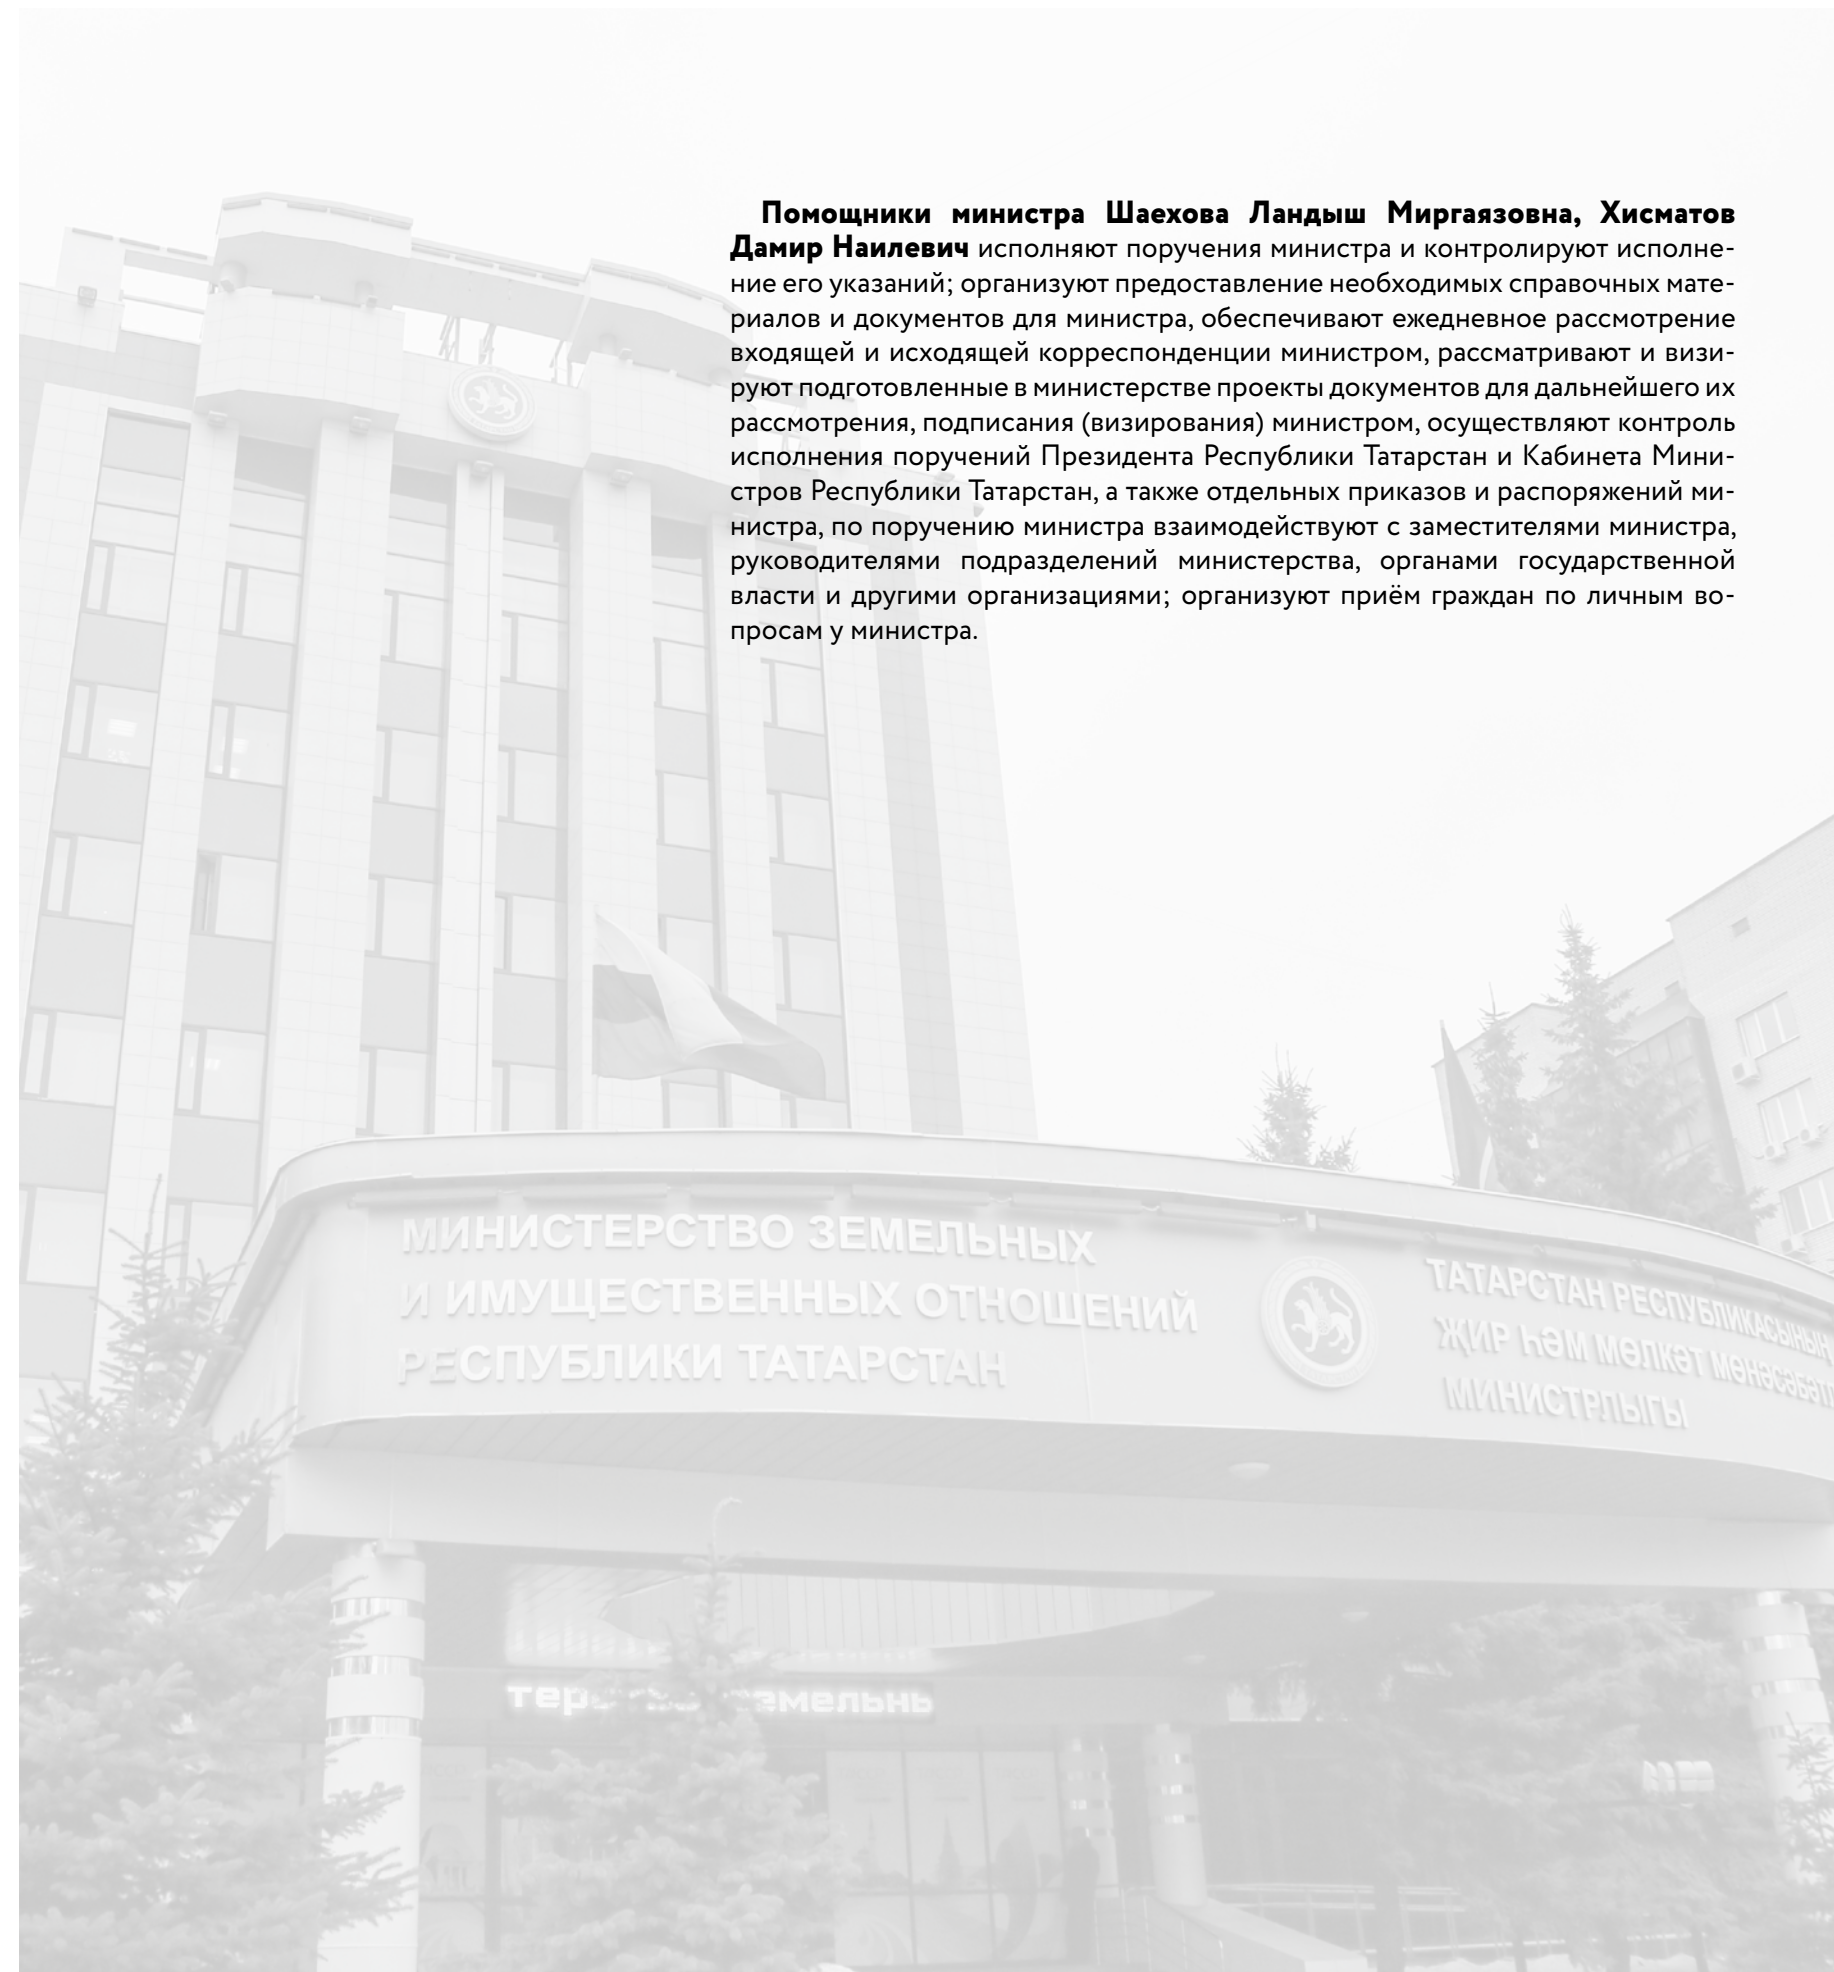 Помощники министра Шаехова Ландыш Миргаязовна, Хисматов
Дамир Наилевич исполняют поручения министра и контролируют исполне-
ние его указаний; организуют предоставление необходимых справочных мате-
риалов и документов для министра, обеспечивают ежедневное рассмотрение
входящей и исходящей корреспонденции министром, рассматривают и визи-
руют подготовленные в министерстве проекты документов для дальнейшего их
рассмотрения, подписания (визирования) министром, осуществляют контроль
исполнения поручений Президента Республики Татарстан и Кабинета Мини-
стров Республики Татарстан, а также отдельных приказов и распоряжений ми-
нистра, по поручению министра взаимодействуют с заместителями министра,
руководителями подразделений министерства, органами государственной
власти и другими организациями; организуют приём граждан по личным во-
просам у министра.
МИНИСТЕРСТВО ЗЕМЕЛЬНЫХ
И ИМУЩЕСТВЕННЫХ ОТНОШЕНИЙ
РЕСПУБЛИКИ ТАТАРСТАН
ТАТАРСТАН РЕСПУБЛИКАСЫНЫҢ
ҖИР ҺӘМ МӨЛКӘТ
МИНИСТРЛЫГЫ